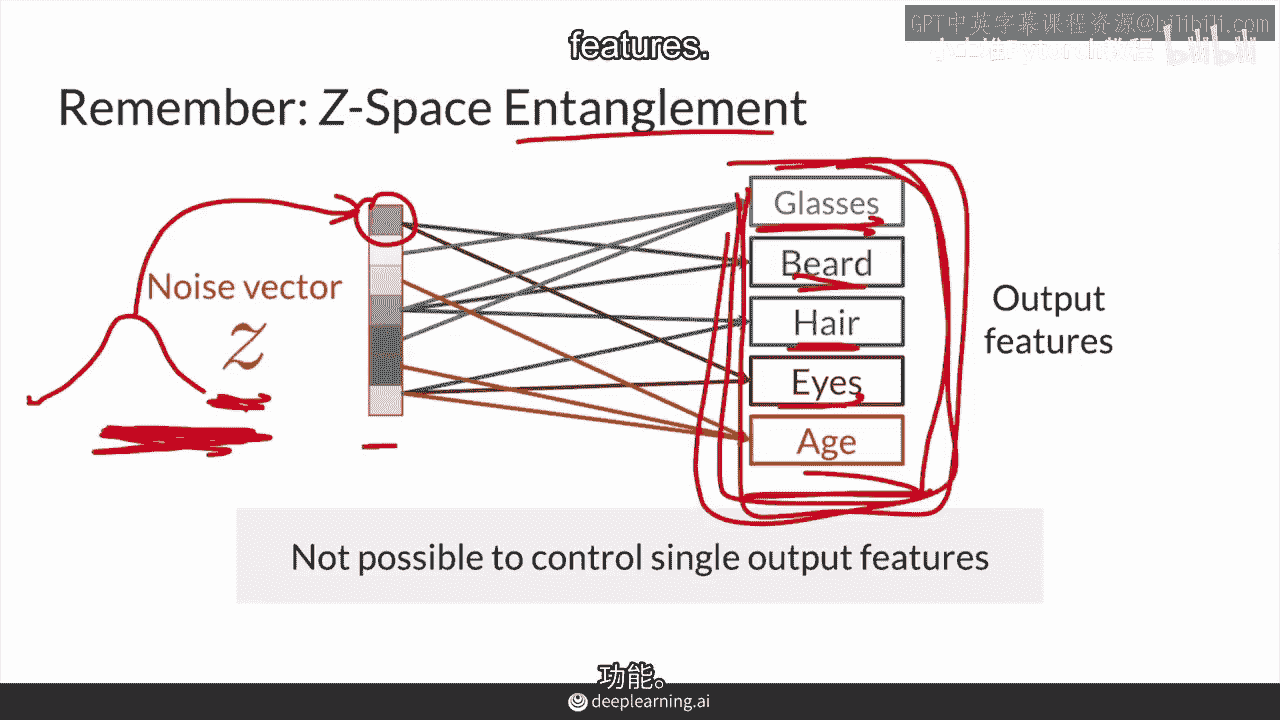 GPT中英字幕课程资源@bilibili.com
features.
Remember: Z-Space Entanglement
Glasses
Beard
Noise vector
z
Hair
Output
features
Eyes
Age
Not possible to control single output features
功能。
deeplearning.ai